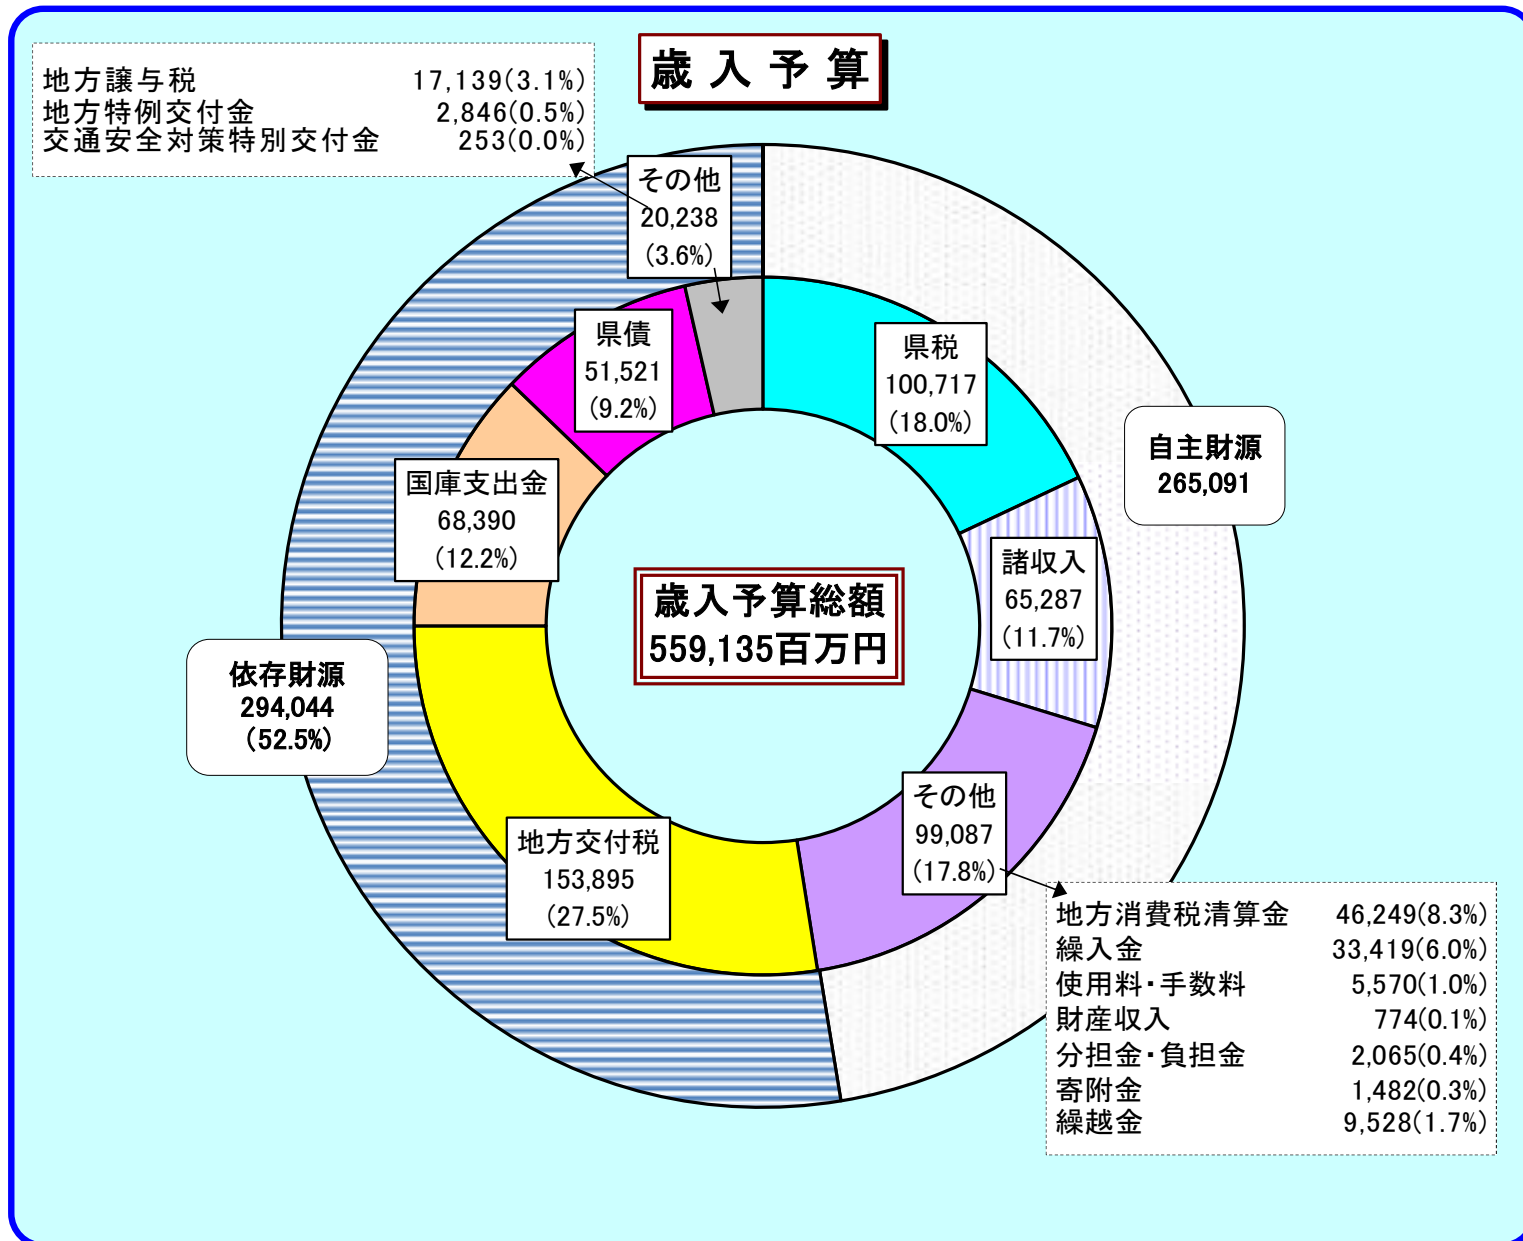 歳入予算
地方譲与税 17,139(3.1%)
地方特例交付金 2,846(0.5%)
交通安全対策特別交付金 253(0.0%)
その他
20,238
(3.6%)
県債
51,521
(9.2%)
県税
100,717
(18.0%)
自主財源
265,091
国庫支出金
68,390
(12.2%)
諸収入
65,287
(11.7%)
歳入予算総額
559,135百万円
依存財源
294,044
(52.5%)
その他
99,087
(17.8%)
地方交付税
153,895
(27.5%)
地方消費税清算金 46,249(8.3%)
繰入金 33,419(6.0%)
使用料・手数料 5,570(1.0%)
財産収入 774(0.1%)
分担金・負担金 2,065(0.4%)
寄附金 1,482(0.3%)
繰越金 9,528(1.7%)